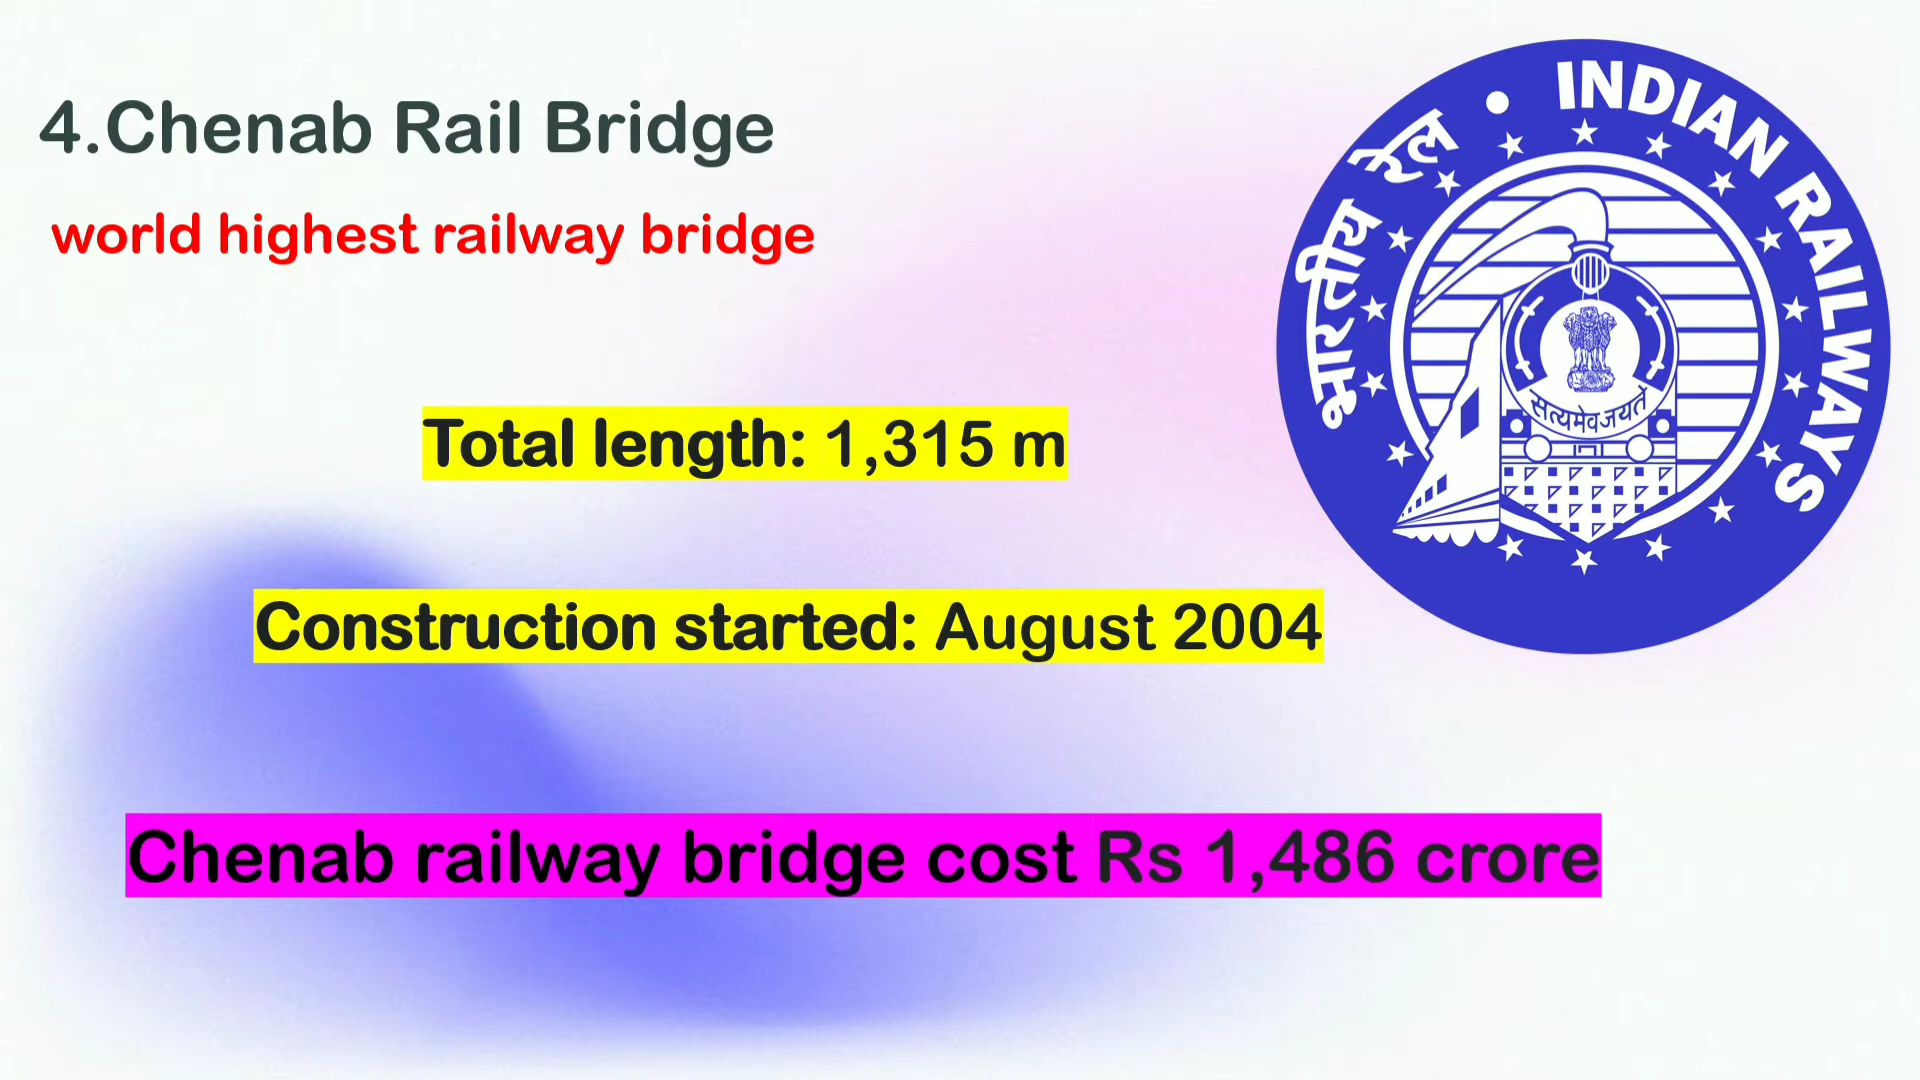 4.Chenab Rail Bridge
world highest railway bridge
भारतीय रेल • INDIAN RAILWAYS
सत्यमेव जयते
Total length: 1,315 m
Construction started: August 2004
Chenab railway bridge cost Rs 1,486 crore